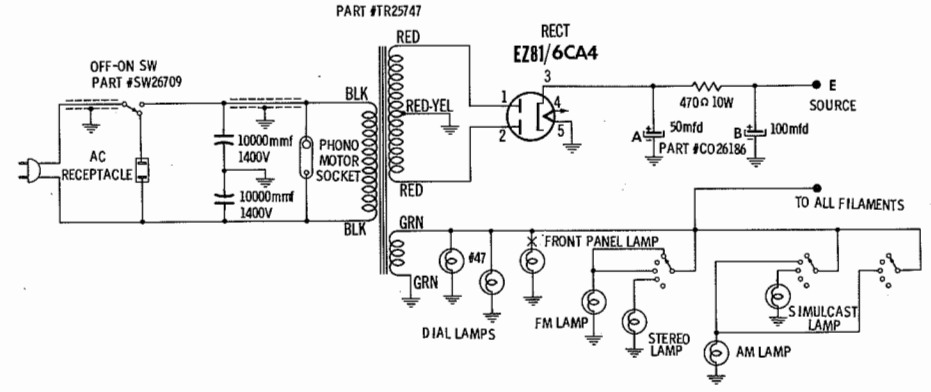 PART #TR25747
RECT
EZ81/6CA4
OFF-ON SW
PART #SW26709
RED
BLK
RED-YEL
RED
BLK
3
1
4
2
5
470Ω 10W
E
SOURCE
A
50mfd
B
100mfd
PART #CO26186
AC
RECEPTACLE
10000mmf
1400V
10000mmf
1400V
PHONO
MOTOR
SOCKET
TO ALL FILAMENTS
GRN
GRN
#47
DIAL LAMPS
FRONT PANEL LAMP
FM LAMP
STEREO
LAMP
SIMULCAST
LAMP
AM LAMP